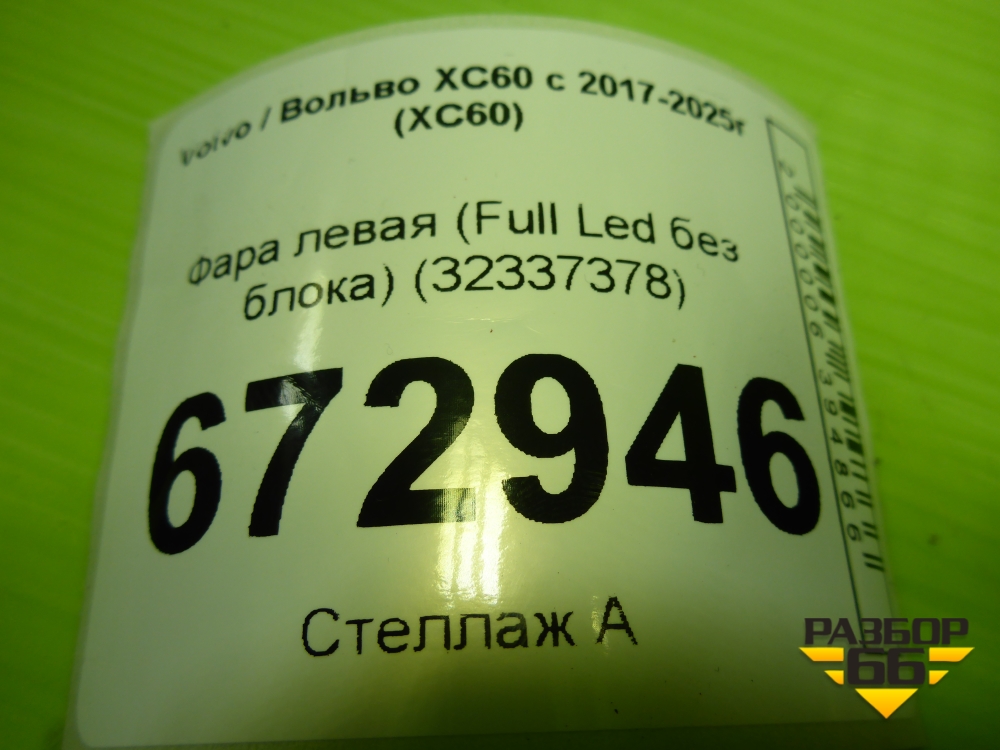 Volvo / Вольво XC60 с 2017-2025г
(XC60)
Фара левая (Full Led без
блока) (32337378)
672946
Стеллаж А
РАЗБОР
66